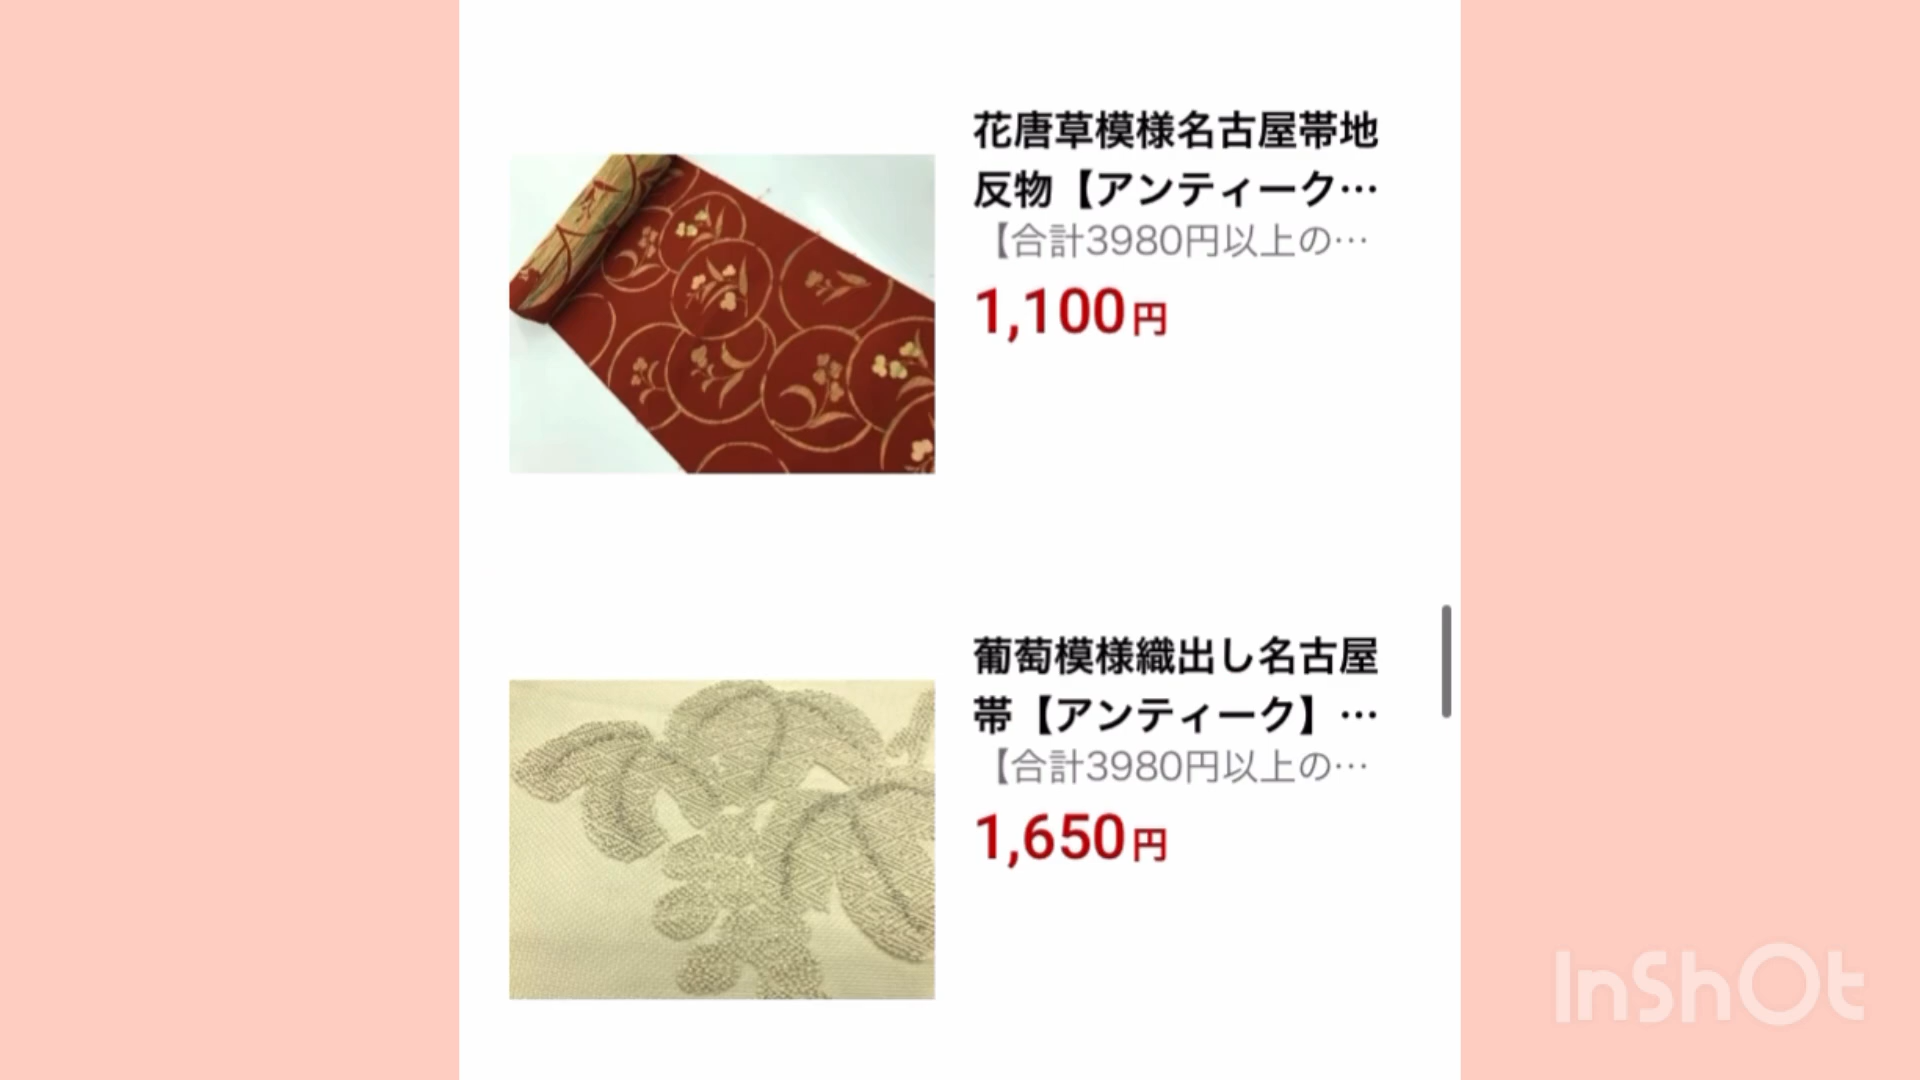 花唐草模様名古屋帯地
反物【アンティーク…
【合計3980円以上の…
1,100円
葡萄模様織出し名古屋
帯【アンティーク】…
【合計3980円以上の…
1,650円
InShOt